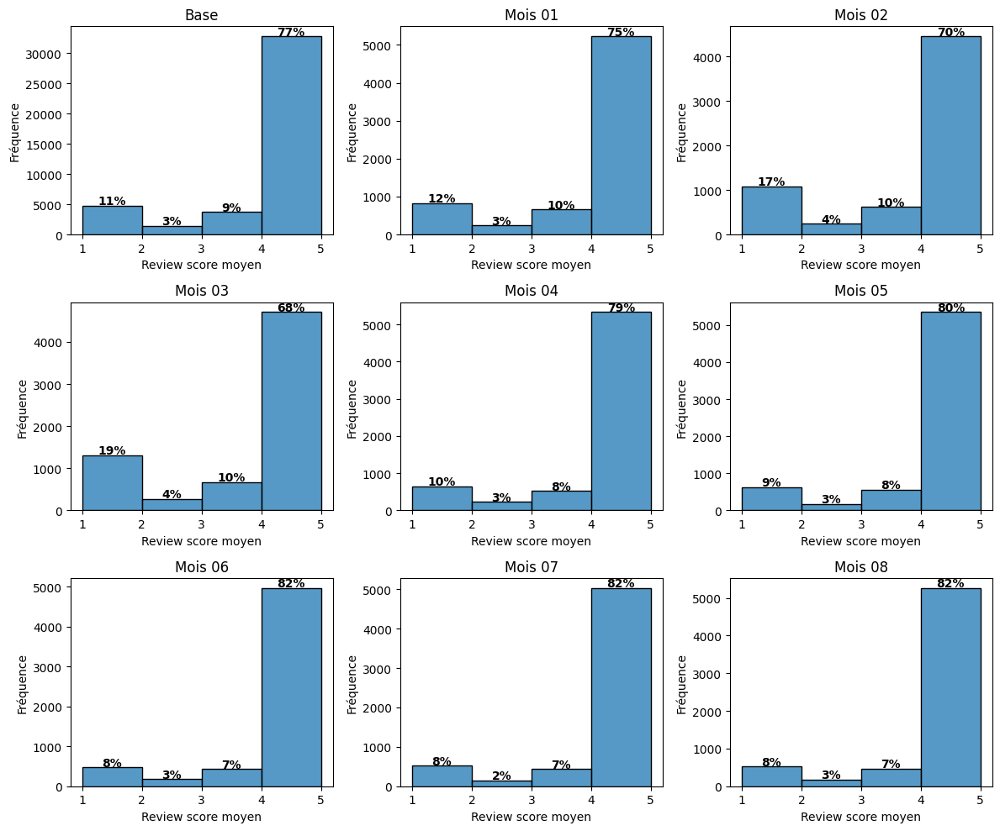 Base
77%
30000
25000
20000
15000
10000
5000
0
Fréquence
11%
3%
9%
1 2 3 4 5
Review score moyen
Mois 01
75%
5000
4000
3000
2000
1000
0
Fréquence
12%
3%
10%
1 2 3 4 5
Review score moyen
Mois 02
70%
4000
3000
2000
1000
0
Fréquence
17%
4%
10%
1 2 3 4 5
Review score moyen
Mois 03
68%
4000
3000
2000
1000
0
Fréquence
19%
4%
10%
1 2 3 4 5
Review score moyen
Mois 04
79%
5000
4000
3000
2000
1000
0
Fréquence
10%
3%
8%
1 2 3 4 5
Review score moyen
Mois 05
80%
5000
4000
3000
2000
1000
0
Fréquence
9%
3%
8%
1 2 3 4 5
Review score moyen
Mois 06
82%
5000
4000
3000
2000
1000
0
Fréquence
8%
3%
7%
1 2 3 4 5
Review score moyen
Mois 07
82%
5000
4000
3000
2000
1000
0
Fréquence
8%
2%
7%
1 2 3 4 5
Review score moyen
Mois 08
82%
5000
4000
3000
2000
1000
0
Fréquence
8%
3%
7%
1 2 3 4 5
Review score moyen